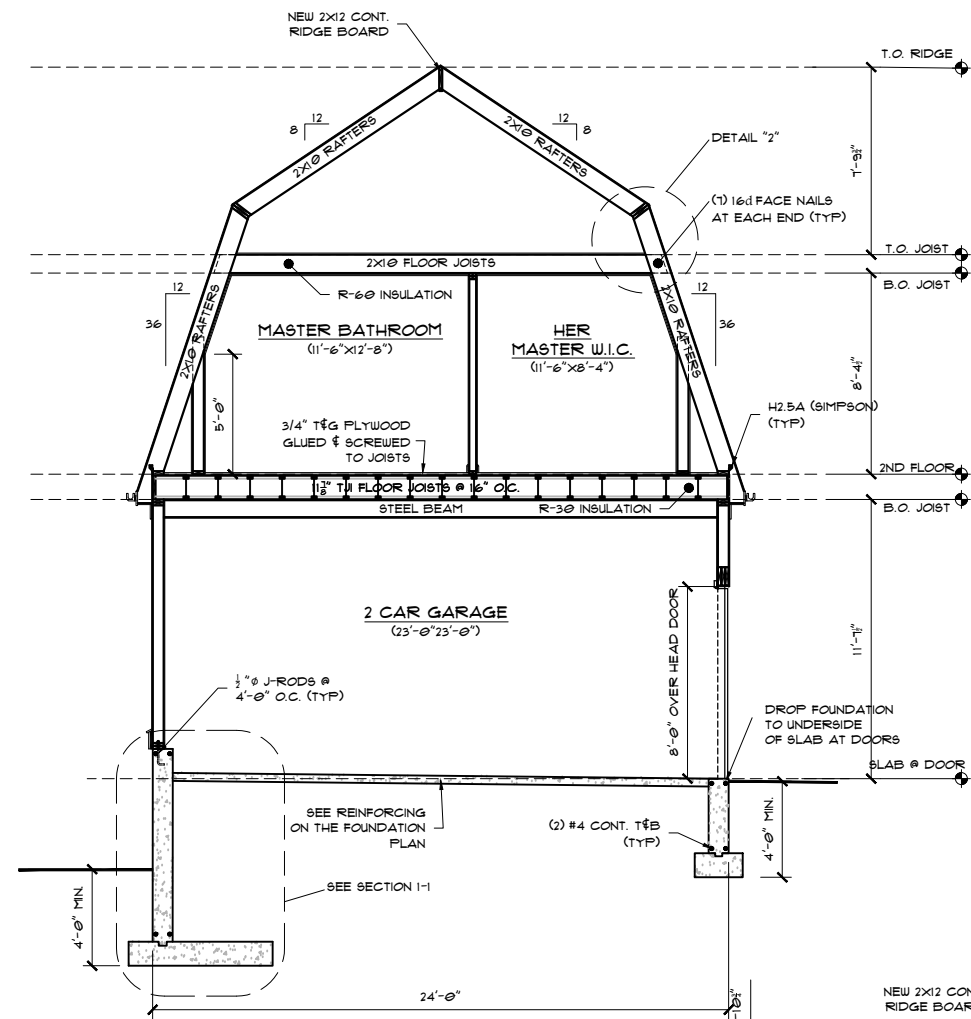 NEW 2X12 CONT.
RIDGE BOARD
T.O. RIDGE
12
8
12
8
2X10 RAFTERS
2X10 RAFTERS
DETAIL "2"
7'-9¾"
(7) 16d FACE NAILS
AT EACH END (TYP)
T.O. JOIST
2X10 FLOOR JOISTS
B.O. JOIST
R-60 INSULATION
12
36
12
36
2X10 RAFTERS
2X10 RAFTERS
MASTER BATHROOM
(11'-6"X12'-8")
HER
MASTER W.I.C.
(11'-6"X8'-4")
8'-4½"
5'-0"
H2.5A (SIMPSON)
(TYP)
3/4" T&G PLYWOOD
GLUED & SCREWED
TO JOISTS
2ND FLOOR
11⅞" TJI FLOOR JOISTS @ 16" O.C.
STEEL BEAM
R-30 INSULATION
B.O. JOIST
2 CAR GARAGE
(23'-0"23'-0")
8'-0" OVER HEAD DOOR
11'-7½"
½"ø J-RODS @
4'-0" O.C. (TYP)
DROP FOUNDATION
TO UNDERSIDE
OF SLAB AT DOORS
SLAB @ DOOR
SEE REINFORCING
ON THE FOUNDATION
PLAN
(2) #4 CONT. T&B
(TYP)
4'-0" MIN.
SEE SECTION 1-1
4'-0" MIN.
24'-0"
NEW 2X12 CON
RIDGE BOAR